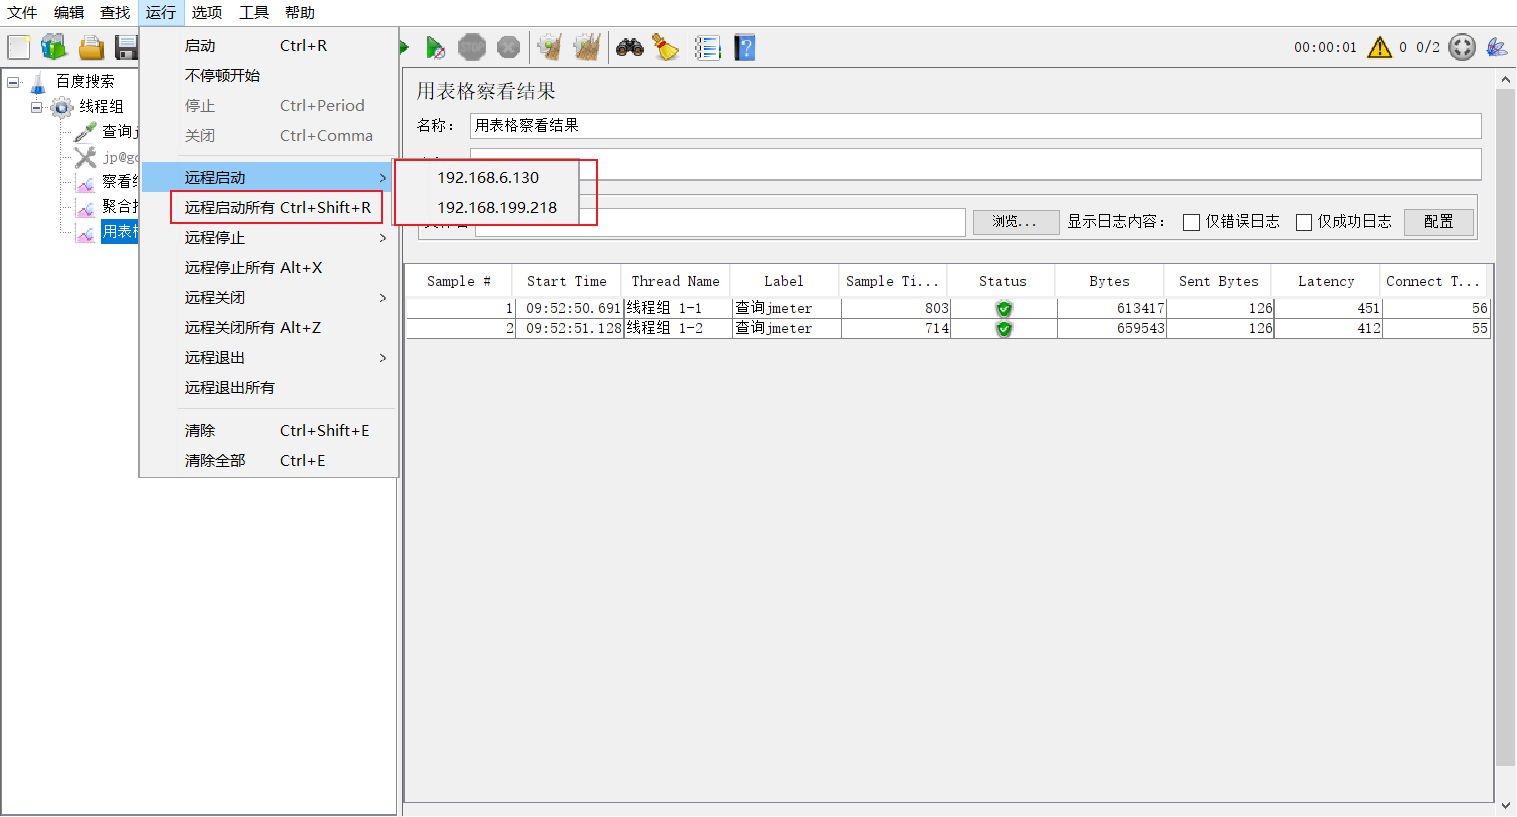 文件 编辑 查找 运行 选项 工具 帮助
STOP 00:00:01 0 0/2
启动 Ctrl+R
不停顿开始
停止 Ctrl+Period
关闭 Ctrl+Comma
远程启动 >
远程启动所有 Ctrl+Shift+R
远程停止 >
远程停止所有 Alt+X
远程关闭 >
远程关闭所有 Alt+Z
远程退出 >
远程退出所有
清除 Ctrl+Shift+E
清除全部 Ctrl+E
192.168.6.130
192.168.199.218
百度搜索
线程组
查询j
jp@gc
察看
聚合
用表格
用表格察看结果
名称： 用表格察看结果
浏览... 显示日志内容： 仅错误日志 仅成功日志 配置
Sample # Start Time Thread Name Label Sample Ti... Status Bytes Sent Bytes Latency Connect T...
1 09:52:50.691 线程组 1-1 查询jmeter 803 613417 126 451 56
2 09:52:51.128 线程组 1-2 查询jmeter 714 659543 126 412 55